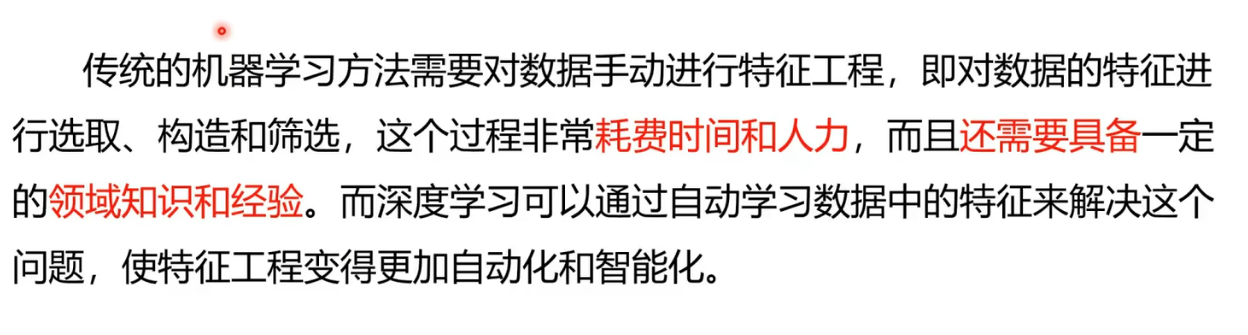 传统的机器学习方法需要对数据手动进行特征工程，即对数据的特征进
行选取、构造和筛选，这个过程非常耗费时间和人力，而且还需要具备一定
的领域知识和经验。而深度学习可以通过自动学习数据中的特征来解决这个
问题，使特征工程变得更加自动化和智能化。